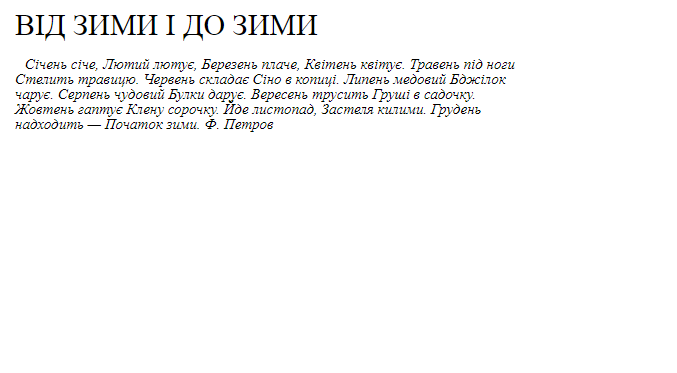 ВІД ЗИМИ І ДО ЗИМИ
Січень січе, Лютий лютує, Березень плаче, Квітень квітує. Травень під ноги
Стелить травицю. Червень складає Сіно в копиці. Липень медовий Бджілок
чарує. Серпень чудовий Булки дарує. Вересень трусить Груші в садочку.
Жовтень гаптує Клену сорочку. Йде листопад, Застеля килими. Грудень
надходить — Початок зими. Ф. Петров